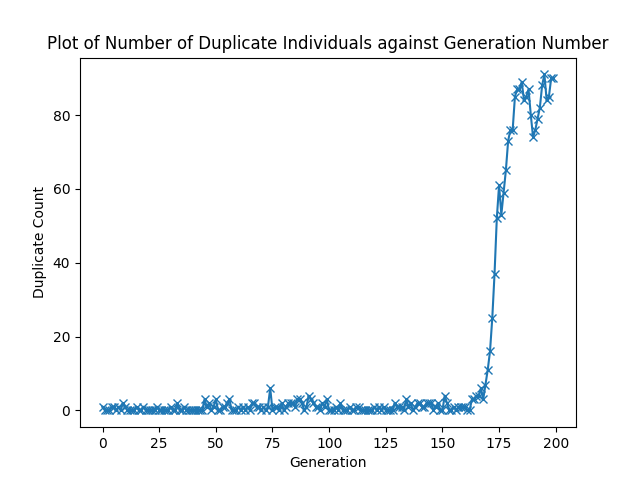 Plot of Number of Duplicate Individuals against Generation Number
80
60
40
20
0
Duplicate Count
0 25 50 75 100 125 150 175 200
Generation